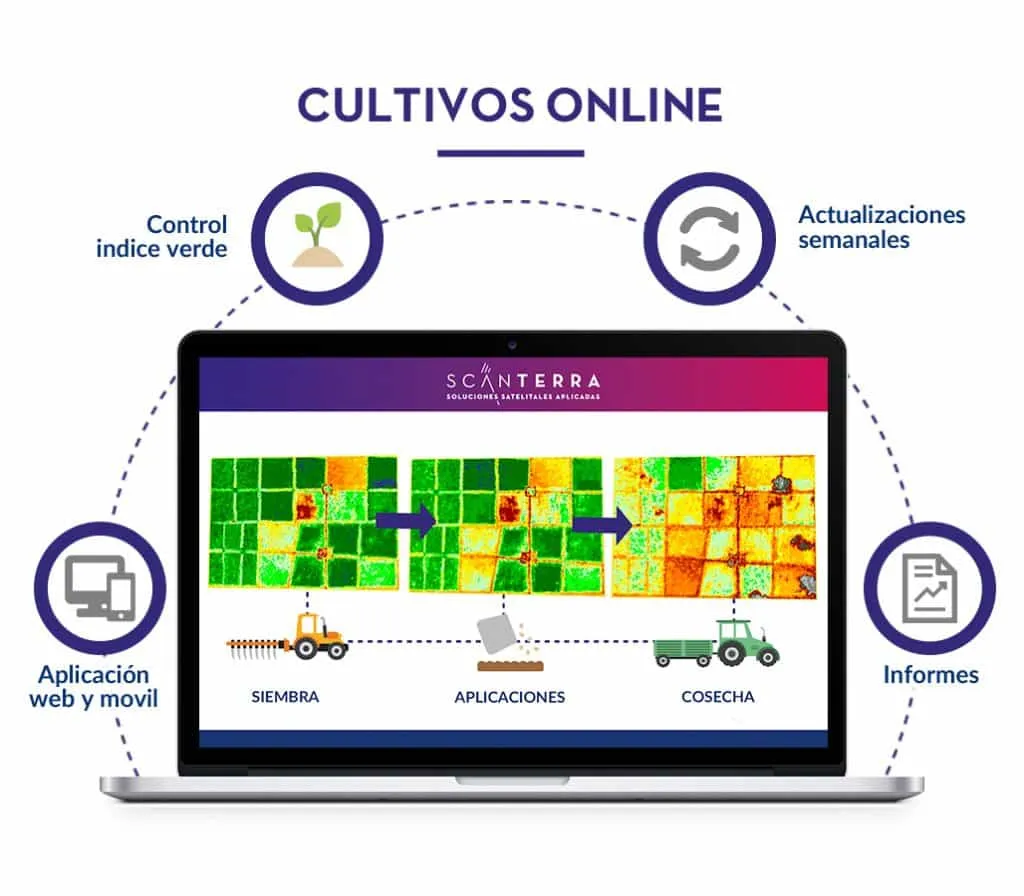 CULTIVOS ONLINE
Control
indice verde
Actualizaciones
semanales
SCANTERRA
SOLUCIONES SATELITALES APLICADAS
Aplicación
web y movil
Informes
SIEMBRA
APLICACIONES
COSECHA